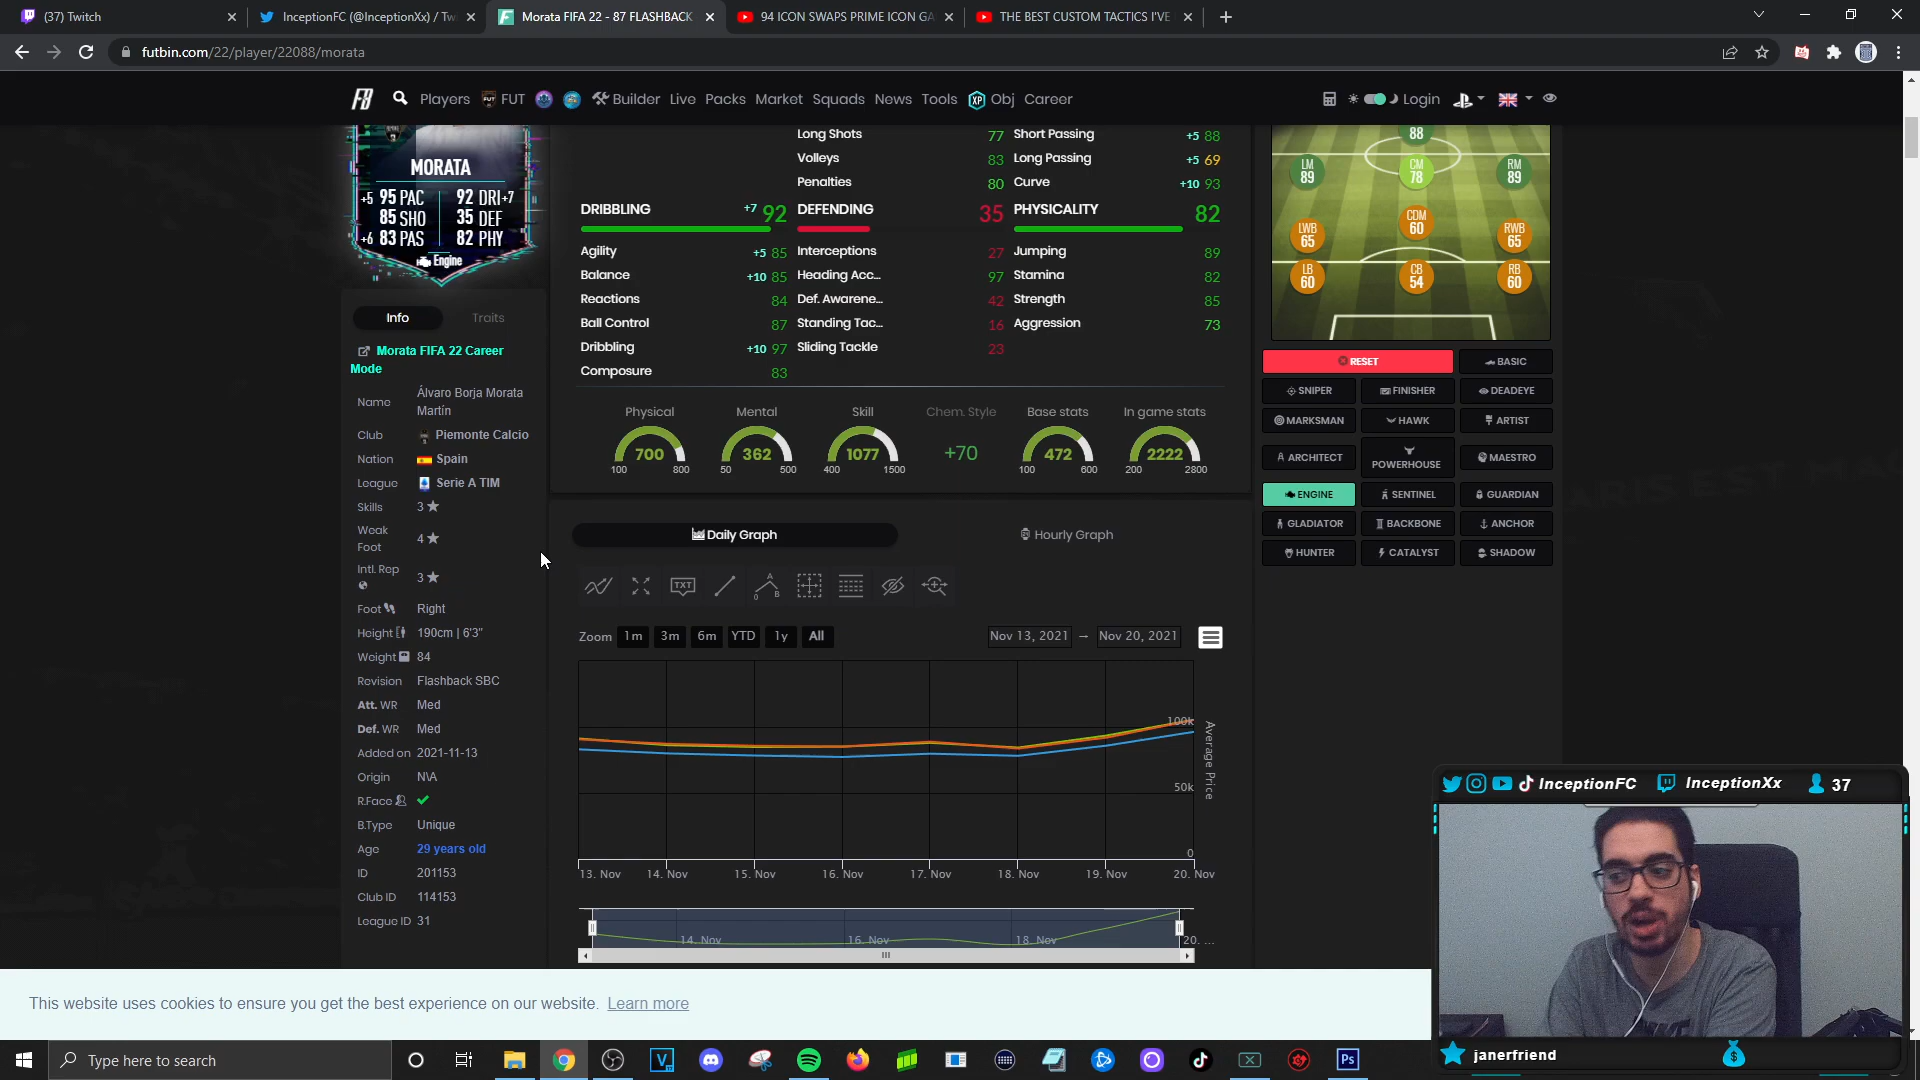 (37) Twitch
InceptionFC (@InceptionXx) / Twi
Morata FIFA 22 - 87 FLASHBACK
94 ICON SWAPS PRIME ICON GA
THE BEST CUSTOM TACTICS I'VE
futbin.com/22/player/22088/morata
Players FUT Builder Live Packs Market Squads News Tools XP Obj Career Login
MORATA
+5 95 PAC 92 DRI+7
85 SHO 35 DEF
+6 83 PAS 82 PHY
Engine
Long Shots 77 Short Passing +5 88
Volleys 83 Long Passing +5 69
Penalties 80 Curve +10 93
DRIBBLING +7 92 DEFENDING 35 PHYSICALITY 82
Agility +5 85 Interceptions 27 Jumping 89
Balance +10 85 Heading Acc... 97 Stamina 82
Reactions 84 Def. Awarene... 42 Strength 85
Ball Control 87 Standing Tac... 16 Aggression 73
Dribbling +10 97 Sliding Tackle 23
Composure 83
Physical Mental Skill Chem. Style Base stats In game stats
700 362 1077 +70 472 2222
100 800 50 500 400 1500 100 600 200 2800
Info Traits
Morata FIFA 22 Career
Mode
Name Álvaro Borja Morata
Martín
Club Piemonte Calcio
Nation Spain
League Serie A TIM
Skills 3
Weak
Foot 4
Intl. Rep 3
Foot Right
Height 190cm | 6'3"
Weight 84
Revision Flashback SBC
Att. WR Med
Def. WR Med
Added on 2021-11-13
Origin N\A
R.Face
B.Type Unique
Age 29 years old
ID 201153
Club ID 114153
League ID 31
Daily Graph Hourly Graph
TXT
Zoom 1m 3m 6m YTD 1y All Nov 13, 2021 → Nov 20, 2021
100k
50k
0
Average Price
13. Nov 14. Nov 15. Nov 16. Nov 17. Nov 18. Nov 19. Nov 20. Nov
14. Nov 16. Nov 18. Nov 20. ...
88
LM 89 CM 78 RM 89
LWB 65 CDM 60 RWB 65
LB 60 CB 54 RB 60
RESET BASIC
SNIPER FINISHER DEADEYE
MARKSMAN HAWK ARTIST
ARCHITECT POWERHOUSE MAESTRO
ENGINE SENTINEL GUARDIAN
GLADIATOR BACKBONE ANCHOR
HUNTER CATALYST SHADOW
InceptionFC InceptionXx 37
janerfriend
This website uses cookies to ensure you get the best experience on our website. Learn more
Type here to search
Ps